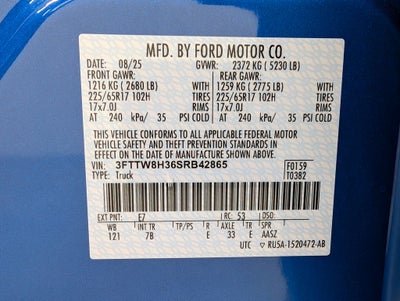 MFD. BY FORD MOTOR CO.
DATE: 08/25 GVWR: 2372 KG ( 5230 LB)
FRONT GAWR: REAR GAWR:
1216 KG ( 2680 LB) WITH 1259 KG ( 2775 LB) WITH
225/65R17 102H TIRES 225/65R17 102H TIRES
17x7.0J RIMS 17x7.0J RIMS
AT 240 kPa/ 35 PSI COLD AT 240 kPa/ 35 PSI COLD
THIS VEHICLE CONFORMS TO ALL APPLICABLE FEDERAL MOTOR
VEHICLE SAFETY AND THEFT PREVENTION STANDARDS IN
EFFECT ON THE DATE OF MANUFACTURE SHOWN ABOVE.
VIN: 3FTTW8H36SRB42865 F0159
TYPE: Truck T0382
EXT PNT: E7 RC: 53 DSO:
WB INT TR TP/PS R AXLE TR SPR
121 7B E 33 E AASZ
UTC RU5A-1520472-AB